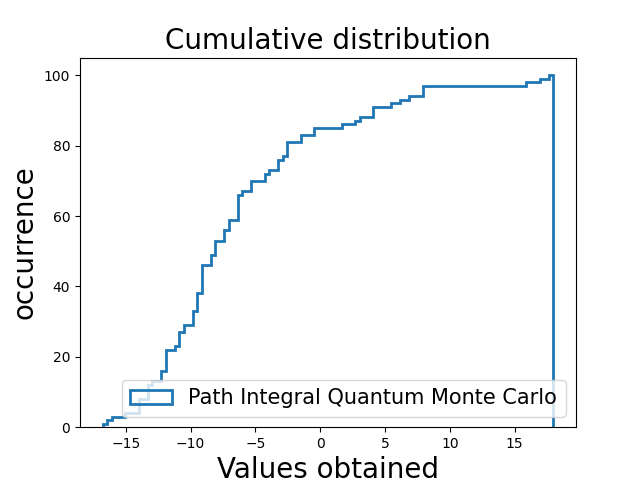 Cumulative distribution
occurrence
100
80
60
40
20
0
Path Integral Quantum Monte Carlo
−15 −10 −5 0 5 10 15
Values obtained